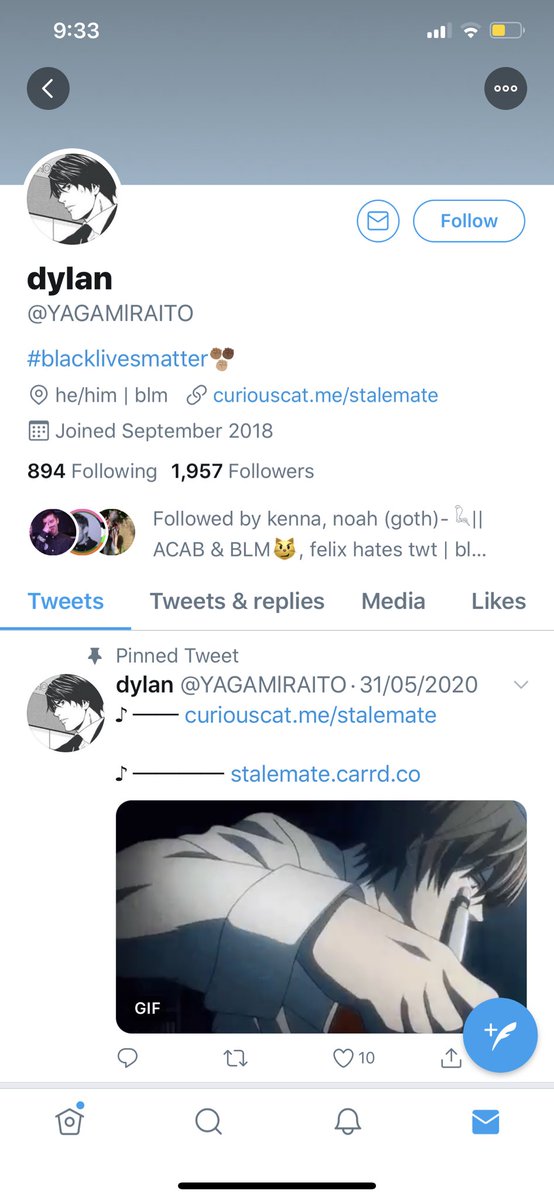 9:33
Follow
dylan
@YAGAMIRAITO
#blacklivesmatter✊🏾✊🏿✊🏽
he/him | blm curiouscat.me/stalemate
Joined September 2018
894 Following 1,957 Followers
Followed by kenna, noah (goth)- 𓆙||
ACAB & BLM😼, felix hates twt | bl...
Tweets Tweets & replies Media Likes
Pinned Tweet
dylan @YAGAMIRAITO · 31/05/2020
♪ ─── curiouscat.me/stalemate
♪ ────── stalemate.carrd.co
GIF
10